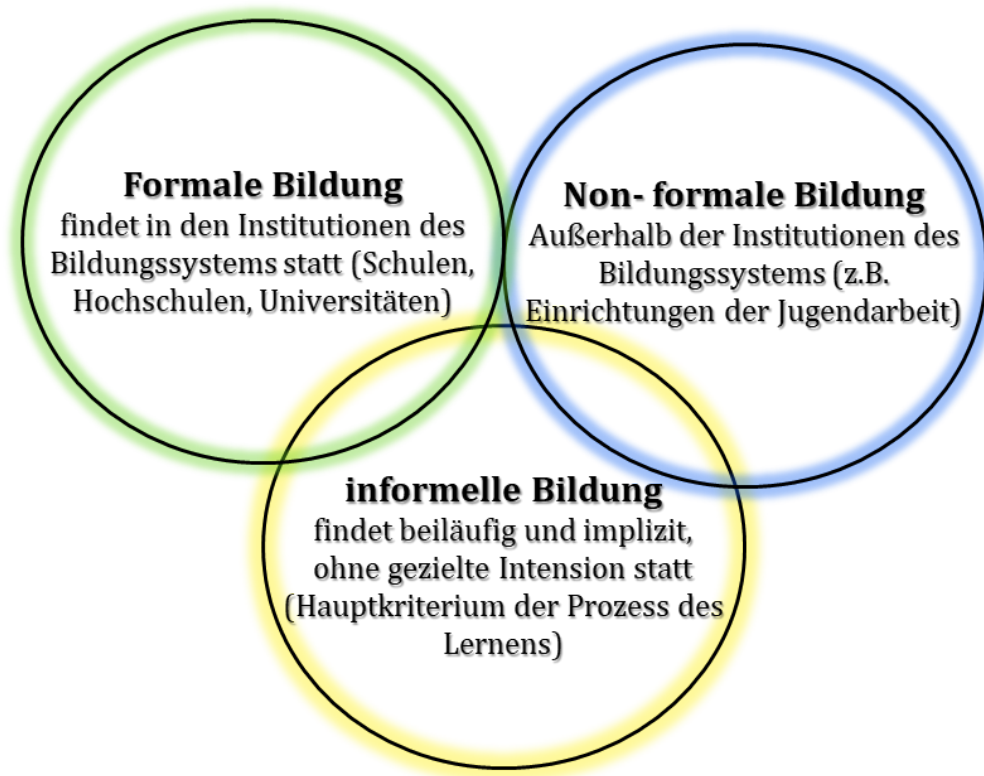 Formale Bildung
findet in den Institutionen des
Bildungssystems statt (Schulen,
Hochschulen, Universitäten)
Non- formale Bildung
Außerhalb der Institutionen des
Bildungssystems (z.B.
Einrichtungen der Jugendarbeit)
informelle Bildung
findet beiläufig und implizit,
ohne gezielte Intension statt
(Hauptkriterium der Prozess des
Lernens)